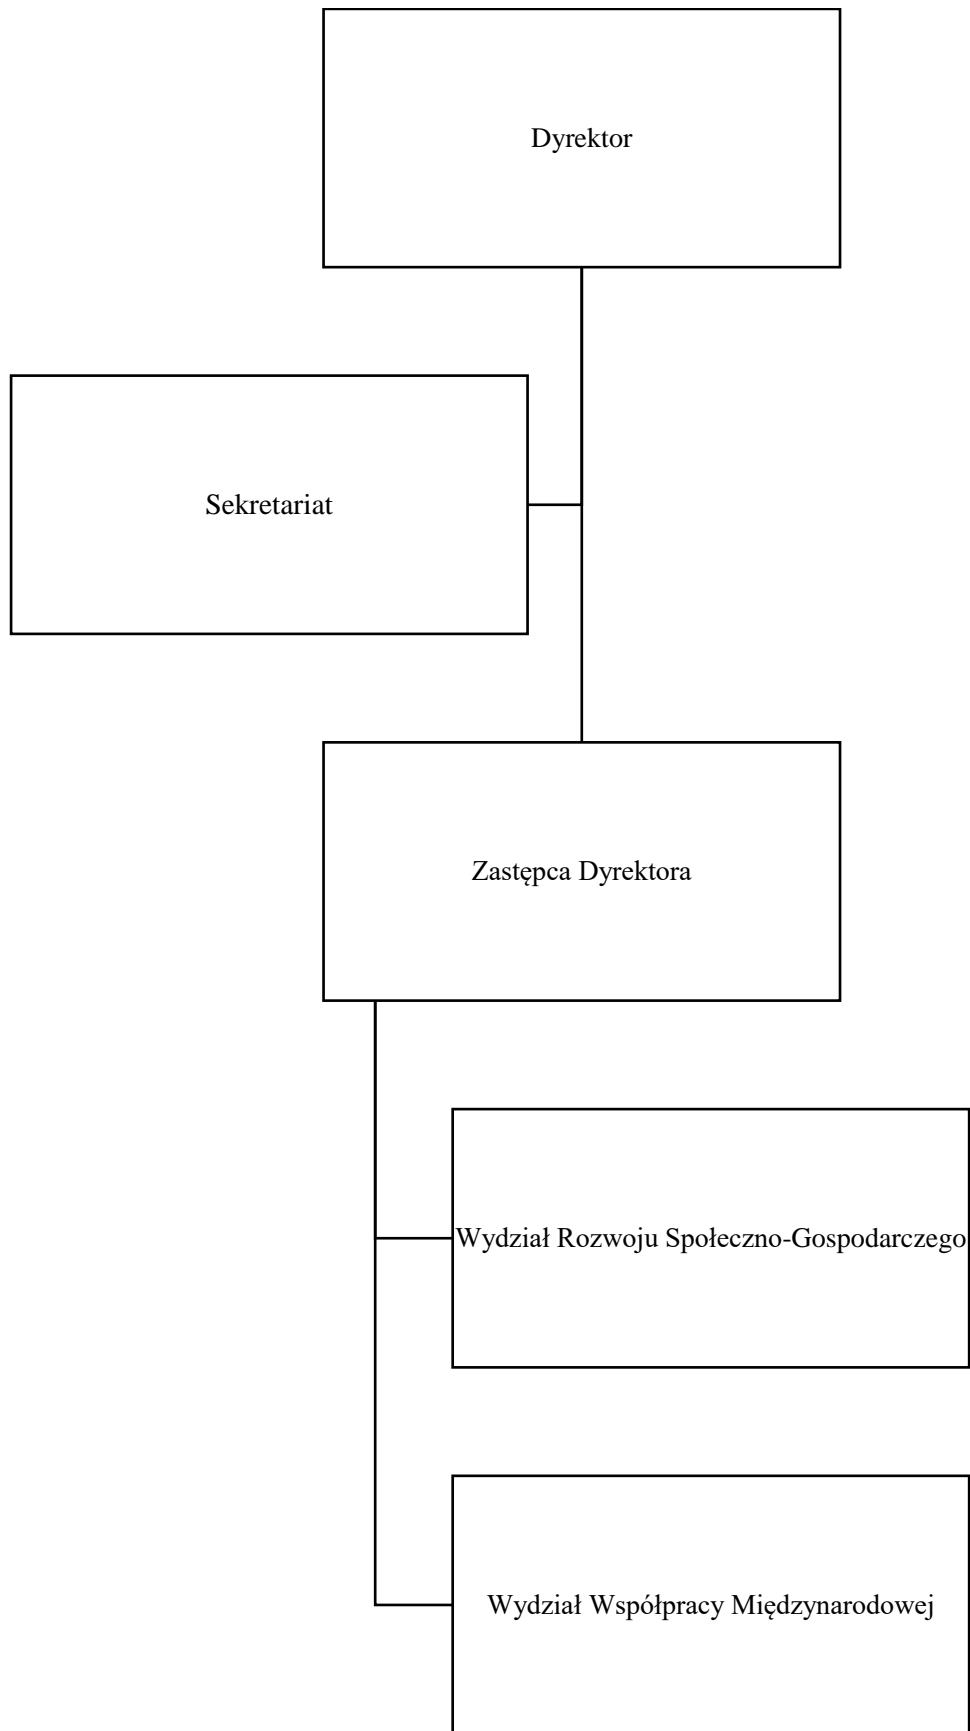 Dyrektor
Sekretariat
Zastępca Dyrektora
Wydział Rozwoju Społeczno-Gospodarczego
Wydział Współpracy Międzynarodowej